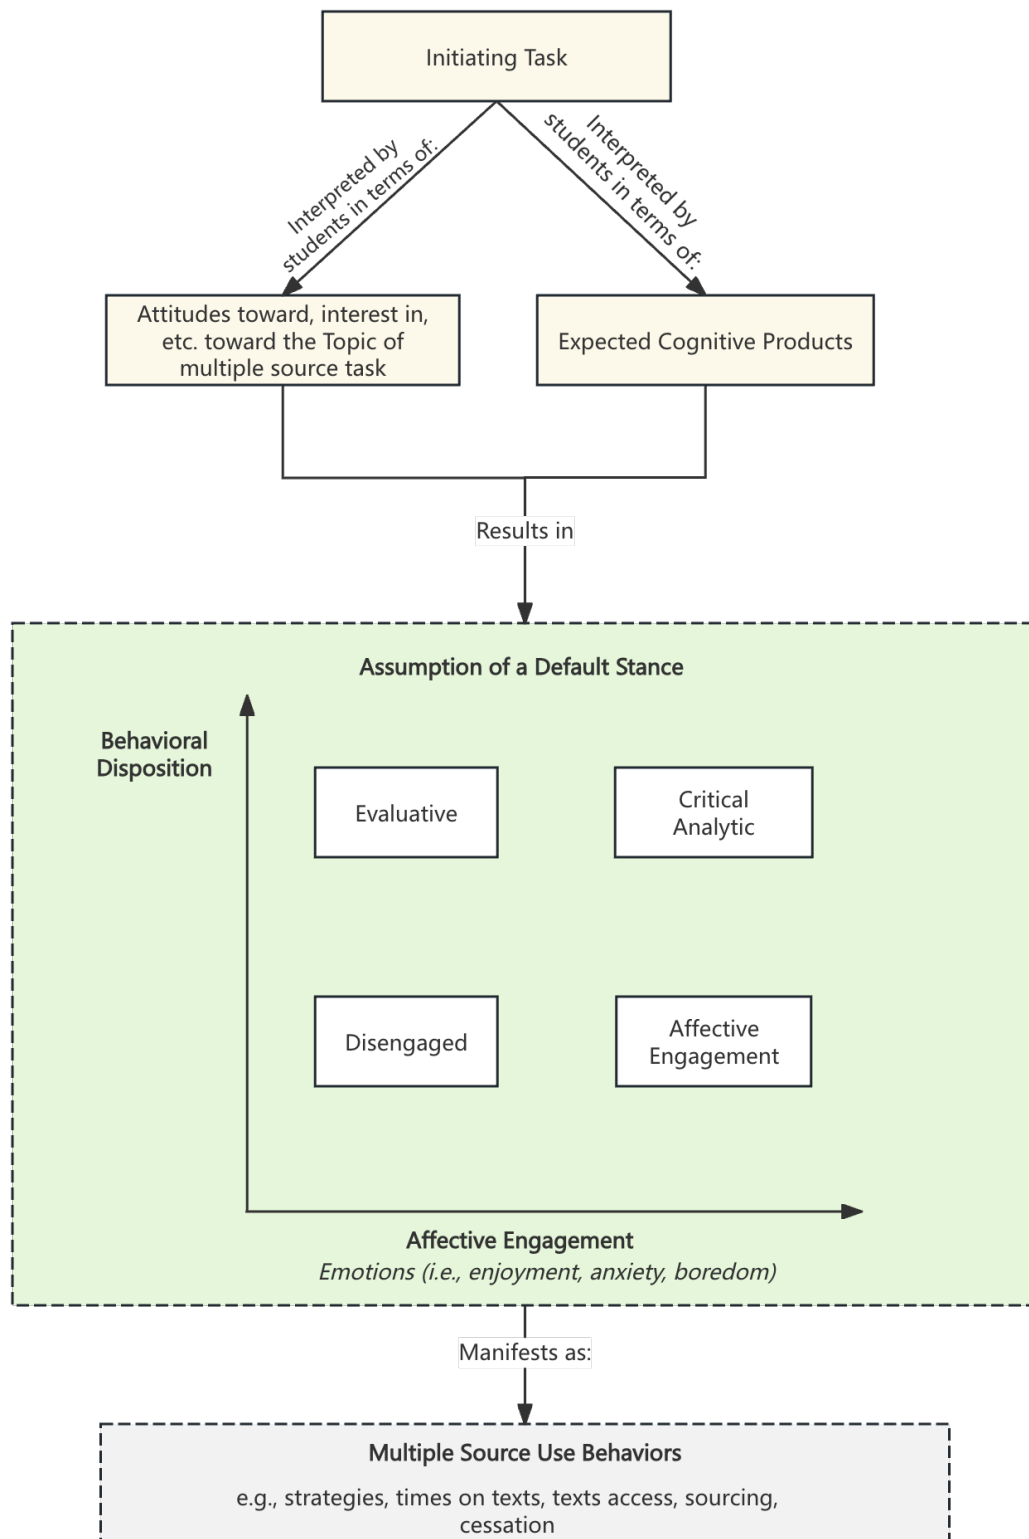 Initiating Task
Interpreted by
students in terms of:
Interpreted by
students in terms of:
Attitudes toward, interest in,
etc. toward the Topic of
multiple source task
Expected Cognitive Products
Results in
Assumption of a Default Stance
Behavioral
Disposition
Evaluative
Critical
Analytic
Disengaged
Affective
Engagement
Affective Engagement
Emotions (i.e., enjoyment, anxiety, boredom)
Manifests as:
Multiple Source Use Behaviors
e.g., strategies, times on texts, texts access, sourcing,
cessation